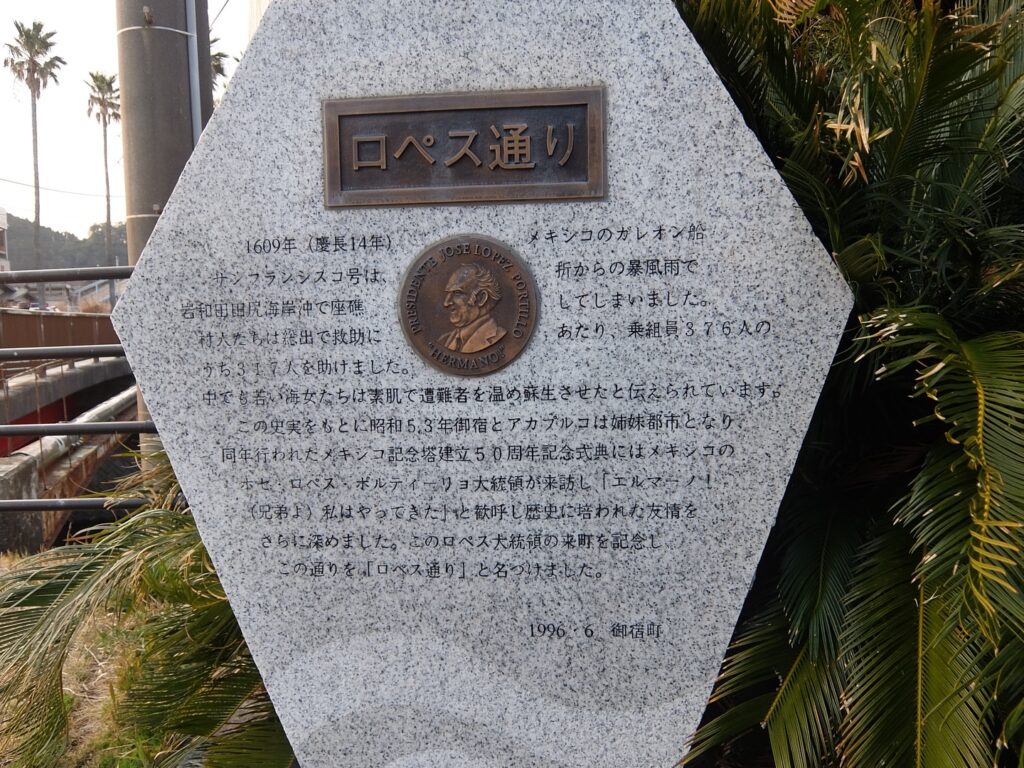 ロペス通り
1609年(慶長14年) メキシコのガレオン船
サンフランシスコ号は、 折からの暴風雨で
岩和田田尻海岸沖で座礁 してしまいました。
村人たちは総出で救助に あたり、乗組員376人の
うち317人を助けました。
中でも若い海女たちは素肌で遭難者を温め蘇生させたと伝えられています。
この史実をもとに昭和53年御宿とアカプルコは姉妹都市となり、
同年行われたメキシコ記念塔建立50周年記念式典にはメキシコの
ホセ・ロペス・ポルティーリョ大統領が来訪し「エルマーノ!
(兄弟よ)私はやってきた」と歓呼し歴史に培われた友情を
さらに深めました。このロペス大統領の来町を記念し
この通りを「ロペス通り」と名づけました。
1996・6 御宿町
PRESIDENTE JOSE LOPEZ PORTILLO
"HERMANO"